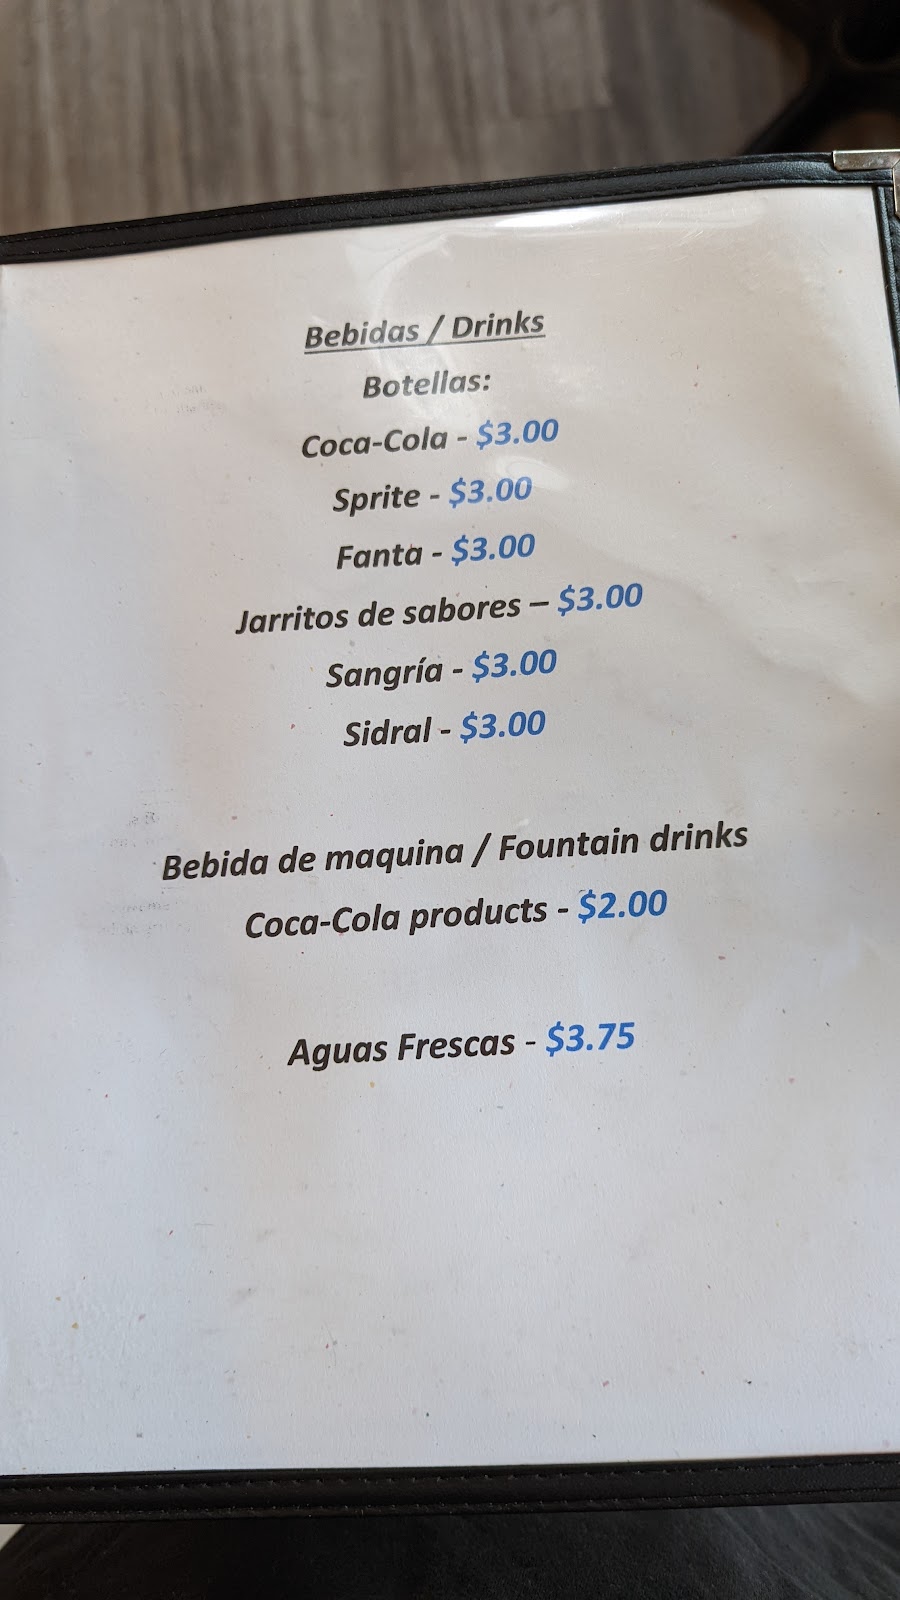 Bebidas / Drinks
Botellas:
Coca-Cola - $3.00
Sprite - $3.00
Fanta - $3.00
Jarritos de sabores – $3.00
Sangría - $3.00
Sidral - $3.00
Bebida de maquina / Fountain drinks
Coca-Cola products - $2.00
Aguas Frescas - $3.75